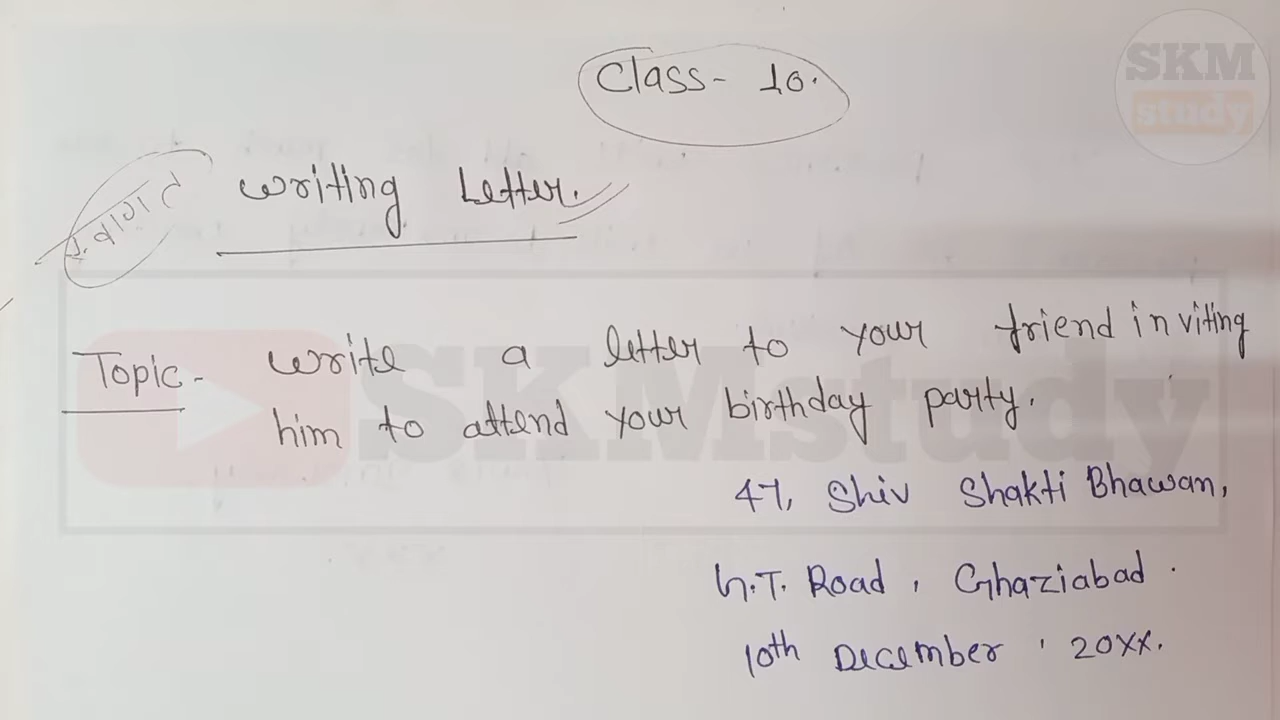 Class - 10.
SKM
study
Writing Letter.
Topic - Write a letter to your friend inviting
him to attend your birthday party.
SKMstudy
47, Shiv Shakti Bhawan,
G.T. Road, Ghaziabad.
10th December, 20XX.